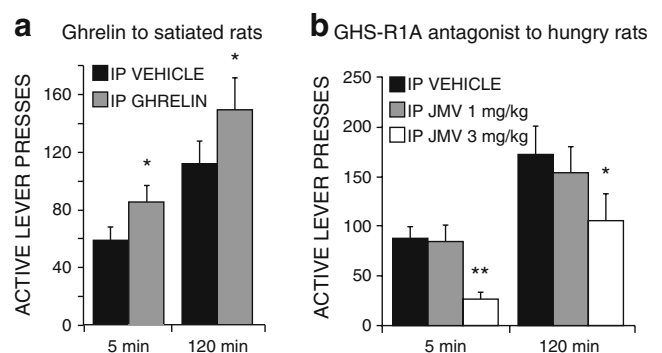 a Ghrelin to satiated rats
ACTIVE LEVER PRESSES
160
120
80
40
0
IP VEHICLE
IP GHRELIN
*
*
5 min 120 min
b GHS-R1A antagonist to hungry rats
ACTIVE LEVER PRESSES
250
200
150
100
50
0
IP VEHICLE
IP JMV 1 mg/kg
IP JMV 3 mg/kg
**
*
5 min 120 min